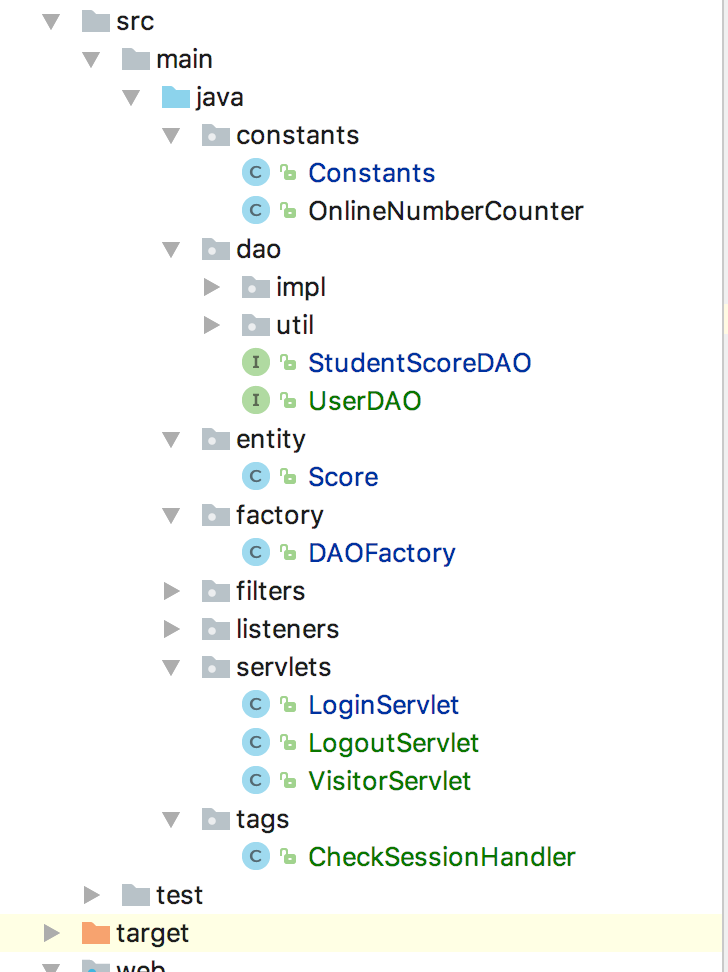 src
main
java
constants
C Constants
C OnlineNumberCounter
dao
impl
util
I StudentScoreDAO
I UserDAO
entity
C Score
factory
C DAOFactory
filters
listeners
servlets
C LoginServlet
C LogoutServlet
C VisitorServlet
tags
C CheckSessionHandler
test
target
web